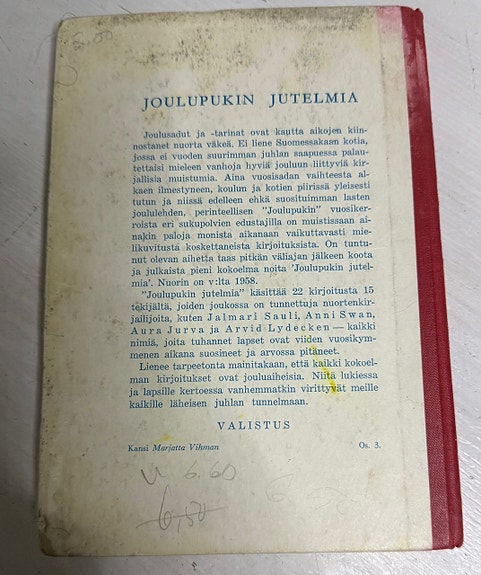 5.00
JOULUPUKIN JUTELMIA
Joulusadut ja -tarinat ovat kautta aikojen kiin-
nostanet nuorta väkeä. Ei liene Suomessakaan kotia,
jossa ei vuoden suurimman juhlan saapuessa palau-
tettaisi mieleen vanhoja hyviä jouluun liittyviä kir-
jallisia muistumia. Aina vuosisadan vaihteesta al-
kaen ilmestyneen, koulun ja kotien piirissä yleisesti
tutun ja niissä edelleen ehkä suosituimman lasten
joululehden, perinteellisen "Joulupukin" vuosiker-
roista eri sukupolvien edustajilla on muistissaan ai-
nakin paloja monista aikanaan vaikuttavasti mie-
likuvitusta koskettaneista kirjoituksista. On tuntu-
nut olevan aihetta taas pitkän väliajan jälkeen koota
ja julkaista pieni kokoelma noita 'Joulupukin jutel-
mia'. Nuorin on v:lta 1958.
"Joulupukin jutelmia" käsittää 22 kirjoitusta 15
tekijältä, joiden joukossa on tunnettuja nuortenkir-
jailijoita, kuten Jalmari Sauli, Anni Swan,
Aura Jurva ja Arvid Lydecken — kaikki
nimiä, joita tuhannet lapset ovat viiden vuosikym-
menen aikana suosineet ja arvossa pitäneet.
Lienee tarpeetonta mainitakaan, että kaikki kokoel-
man kirjoitukset ovat jouluaiheisia. Niitä lukiessa
ja lapsille kertoessa vanhemmatkin virittyvät meille
kaikille läheisen juhlan tunnelmaan.
VALISTUS
Kansi Marjatta Vihman Os. 3.
6.60
6,50